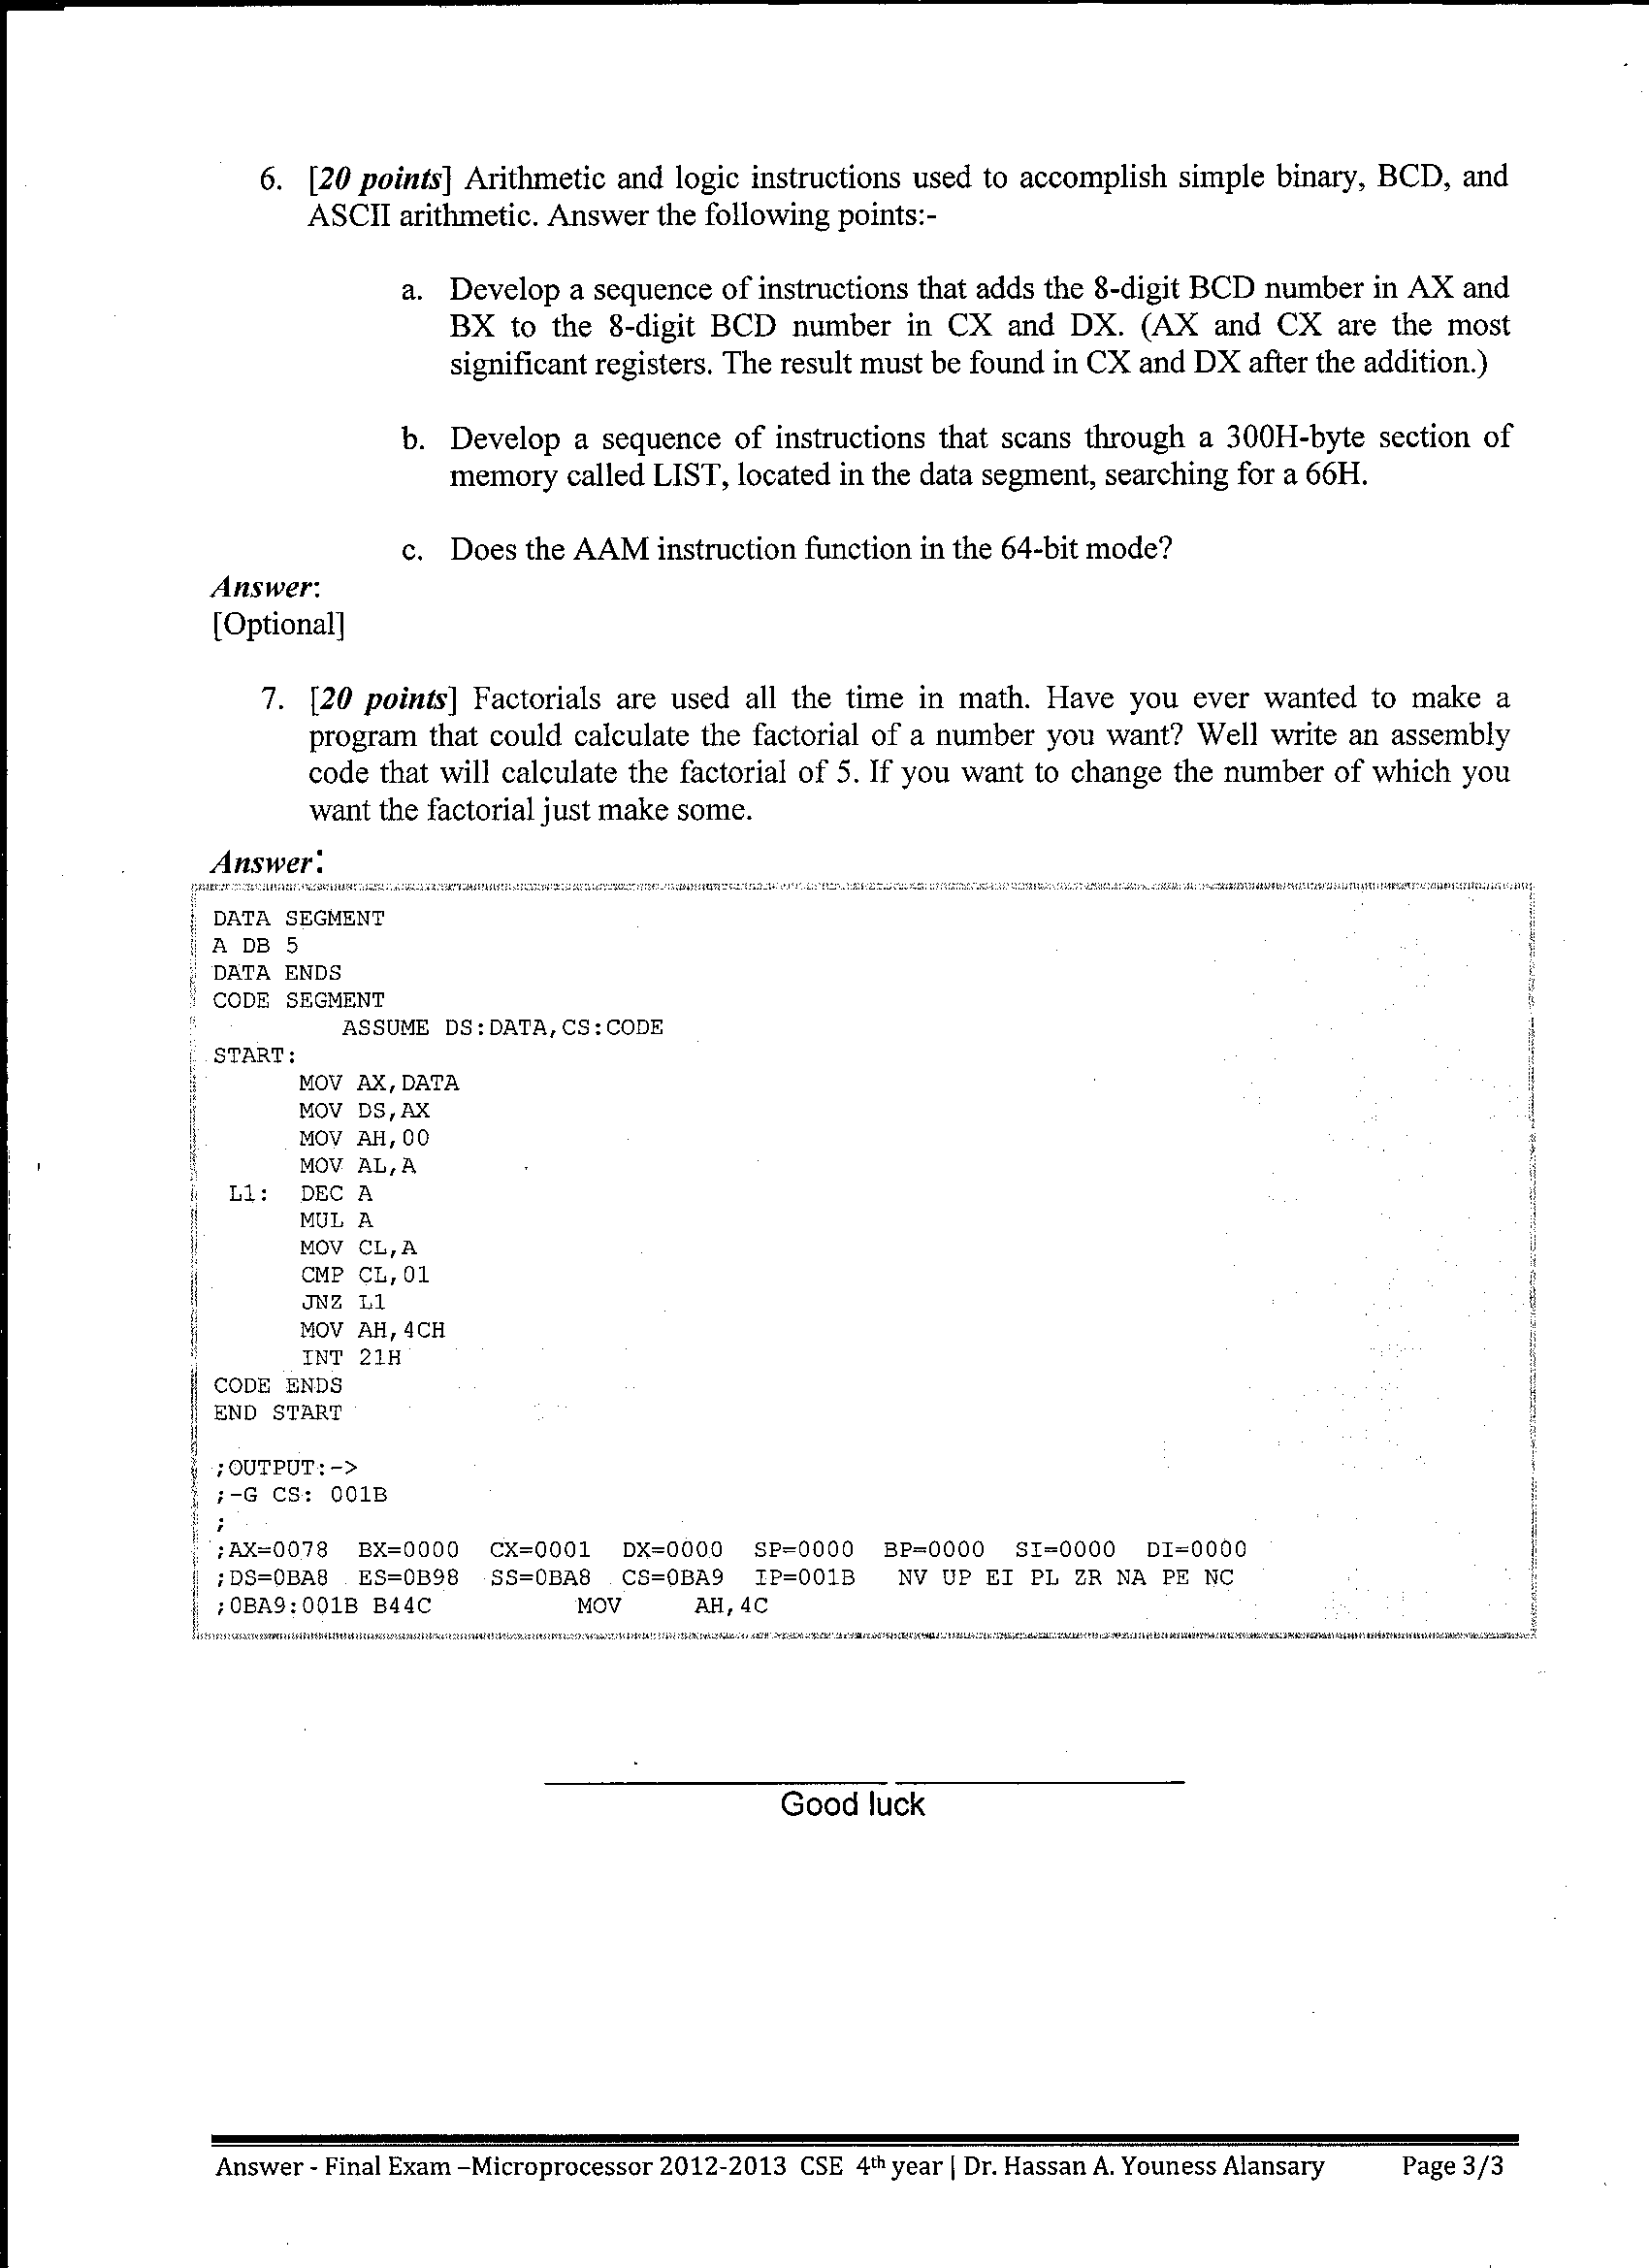 6. [20 points] Arithmetic and logic instructions used to accomplish simple binary, BCD, and
ASCII arithmetic. Answer the following points:-
a. Develop a sequence of instructions that adds the 8-digit BCD number in AX and
BX to the 8-digit BCD number in CX and DX. (AX and CX are the most
significant registers. The result must be found in CX and DX after the addition.)
b. Develop a sequence of instructions that scans through a 300H-byte section of
memory called LIST, located in the data segment, searching for a 66H.
c. Does the AAM instruction function in the 64-bit mode?
Answer:
[Optional]
7. [20 points] Factorials are used all the time in math. Have you ever wanted to make a
program that could calculate the factorial of a number you want? Well write an assembly
code that will calculate the factorial of 5. If you want to change the number of which you
want the factorial just make some.
Answer:
DATA SEGMENT
A DB 5
DATA ENDS
CODE SEGMENT
ASSUME DS:DATA,CS:CODE
START:
MOV AX,DATA
MOV DS,AX
MOV AH,00
MOV AL,A
L1: DEC A
MUL A
MOV CL,A
CMP CL,01
JNZ L1
MOV AH,4CH
INT 21H
CODE ENDS
END START
;OUTPUT:->
;-G CS: 001B
;
;AX=0078 BX=0000 CX=0001 DX=0000 SP=0000 BP=0000 SI=0000 DI=0000
;DS=0BA8 ES=0B98 SS=0BA8 CS=0BA9 IP=001B NV UP EI PL ZR NA PE NC
;0BA9:001B B44C MOV AH,4C
Good luck
Answer - Final Exam –Microprocessor 2012-2013 CSE 4th year | Dr. Hassan A. Youness Alansary Page 3/3